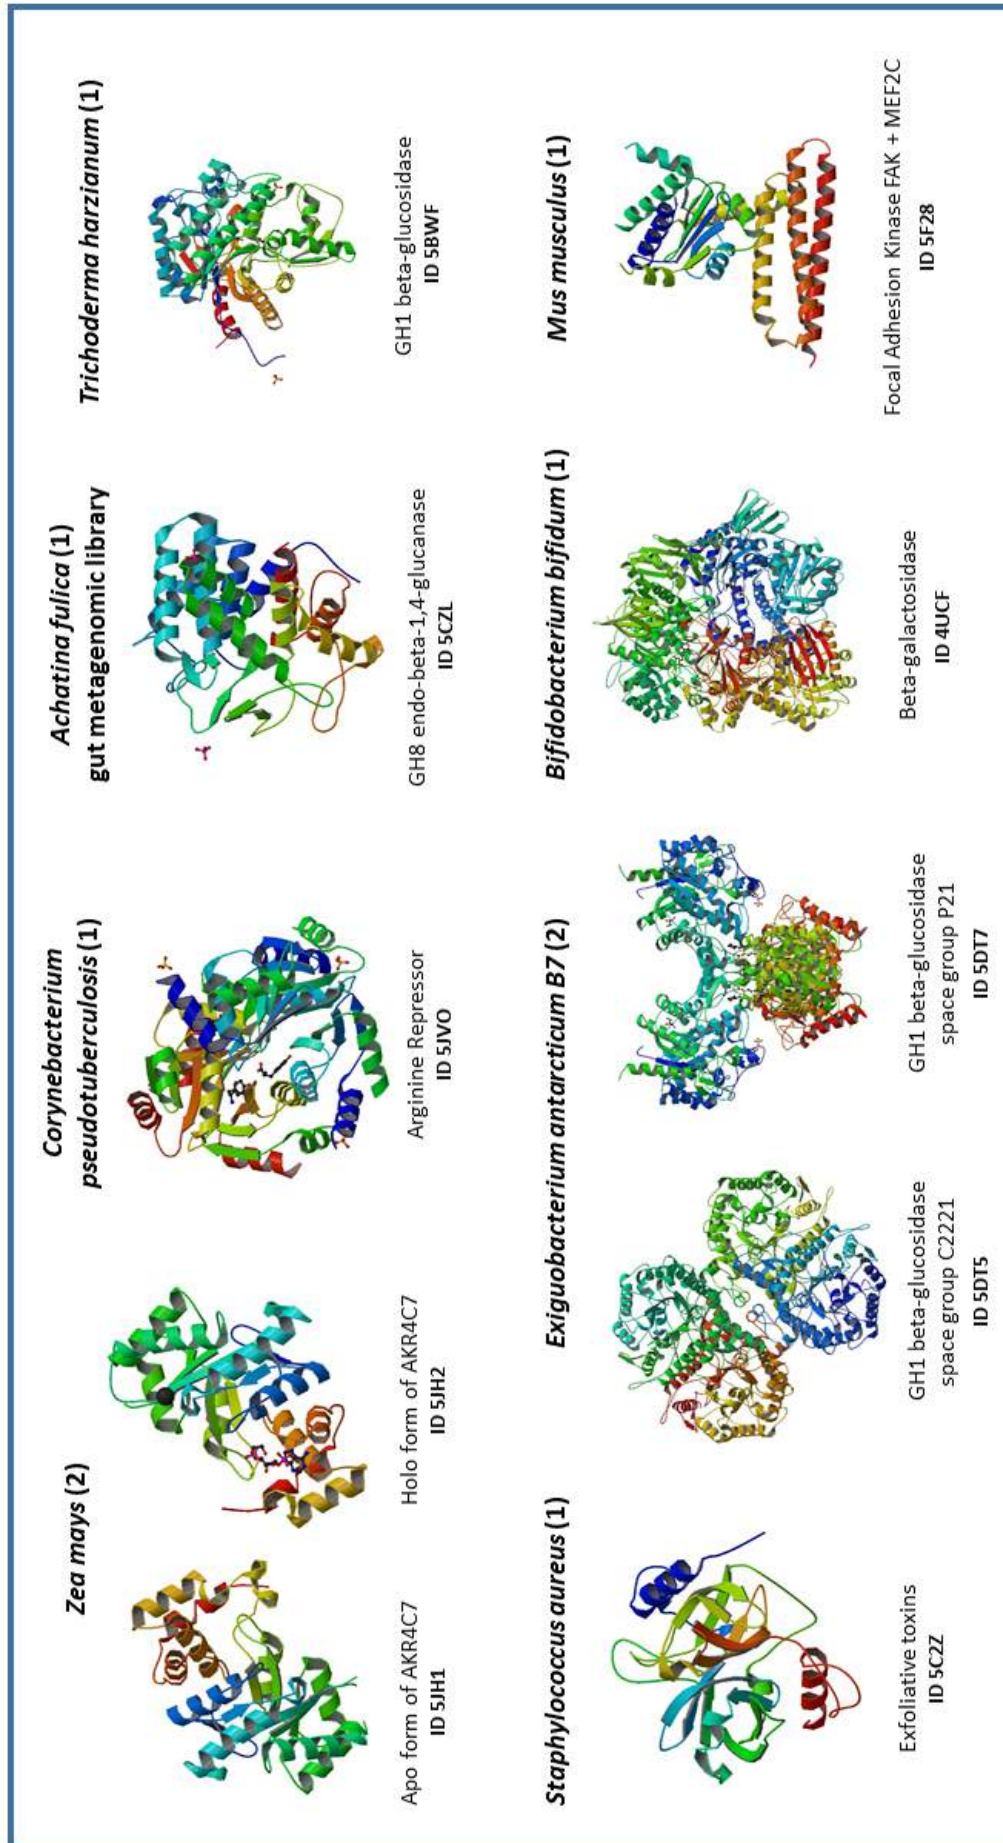 Zea mays (2)
Apo form of AKR4C7
ID 5JH1
Holo form of AKR4C7
ID 5JH2
Corynebacterium
pseudotuberculosis (1)
Arginine Repressor
ID 5JVO
Achatina fulica (1)
gut metagenomic library
GH8 endo-beta-1,4-glucanase
ID 5CZL
Trichoderma harzianum (1)
GH1 beta-glucosidase
ID 5BWF
Staphylococcus aureus (1)
Exfoliative toxins
ID 5C2Z
Exiguobacterium antarcticum B7 (2)
GH1 beta-glucosidase
space group C2221
ID 5DT5
GH1 beta-glucosidase
space group P21
ID 5DT7
Bifidobacterium bifidum (1)
Beta-galactosidase
ID 4UCF
Mus musculus (1)
Focal Adhesion Kinase FAK + MEF2C
ID 5F28